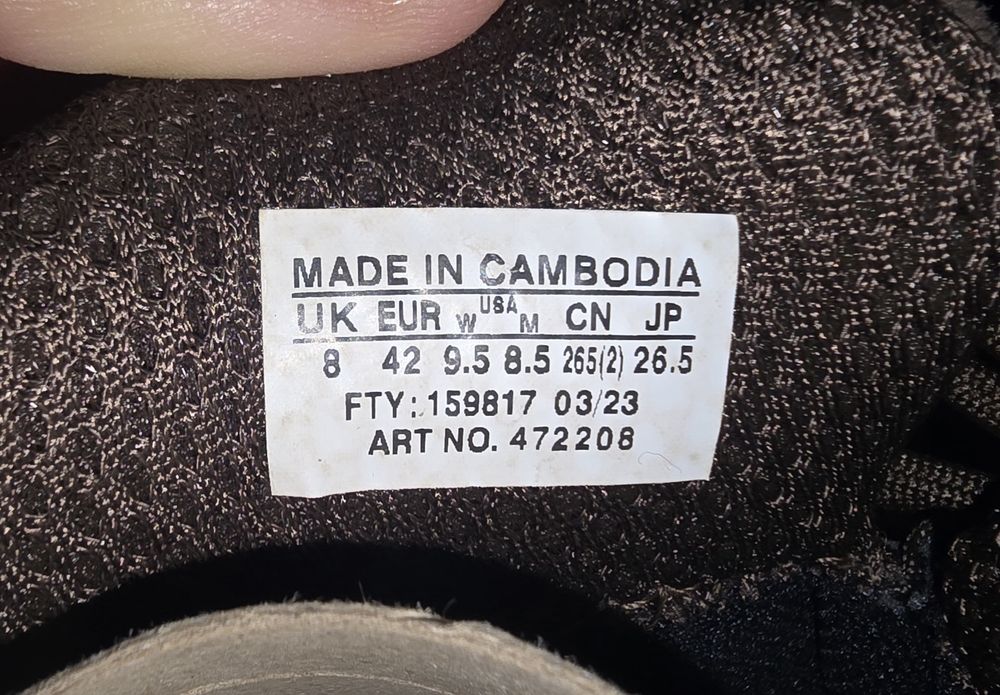 MADE IN CAMBODIA
UK EUR W USA M CN JP
8 42 9.5 8.5 265(2) 26.5
FTY: 159817 03/23
ART NO. 472208